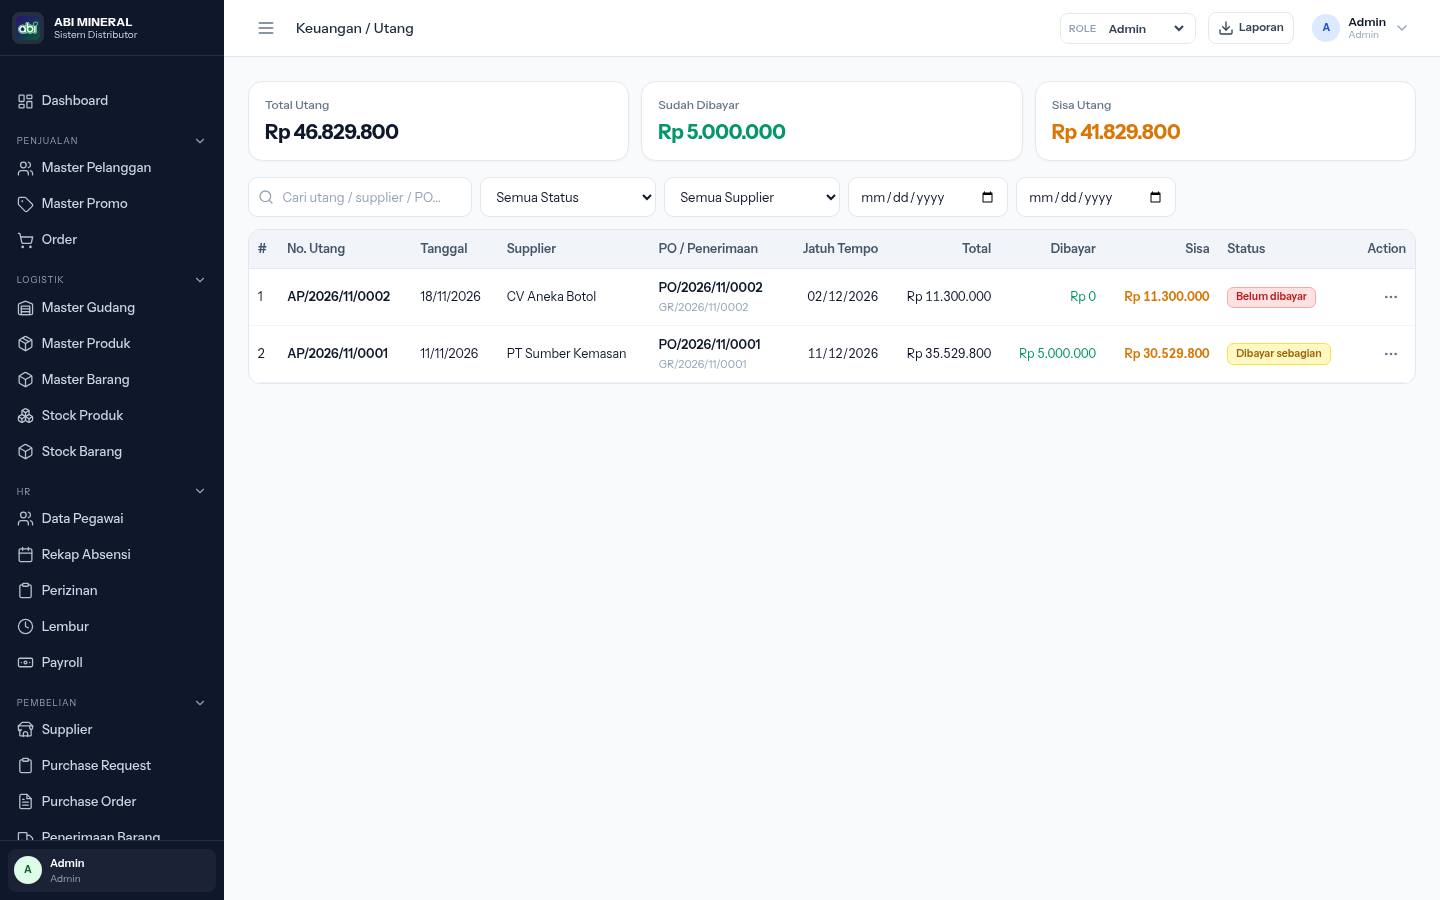 abi
ABI MINERAL
Sistem Distributor
Dashboard
PENJUALAN
Master Pelanggan
Master Promo
Order
LOGISTIK
Master Gudang
Master Produk
Master Barang
Stock Produk
Stock Barang
HR
Data Pegawai
Rekap Absensi
Perizinan
Lembur
Payroll
PEMBELIAN
Supplier
Purchase Request
Purchase Order
Penerimaan Barang
A
Admin
Admin
Keuangan / Utang
ROLE Admin
Laporan
A
Admin
Admin
Total Utang
Rp 46.829.800
Sudah Dibayar
Rp 5.000.000
Sisa Utang
Rp 41.829.800
Cari utang / supplier / PO...
Semua Status
Semua Supplier
mm/dd/yyyy
mm/dd/yyyy
# No. Utang Tanggal Supplier PO / Penerimaan Jatuh Tempo Total Dibayar Sisa Status Action
1 AP/2026/11/0002 18/11/2026 CV Aneka Botol PO/2026/11/0002 02/12/2026 Rp 11.300.000 Rp 0 Rp 11.300.000 Belum dibayar ...
GR/2026/11/0002
2 AP/2026/11/0001 11/11/2026 PT Sumber Kemasan PO/2026/11/0001 11/12/2026 Rp 35.529.800 Rp 5.000.000 Rp 30.529.800 Dibayar sebagian ...
GR/2026/11/0001